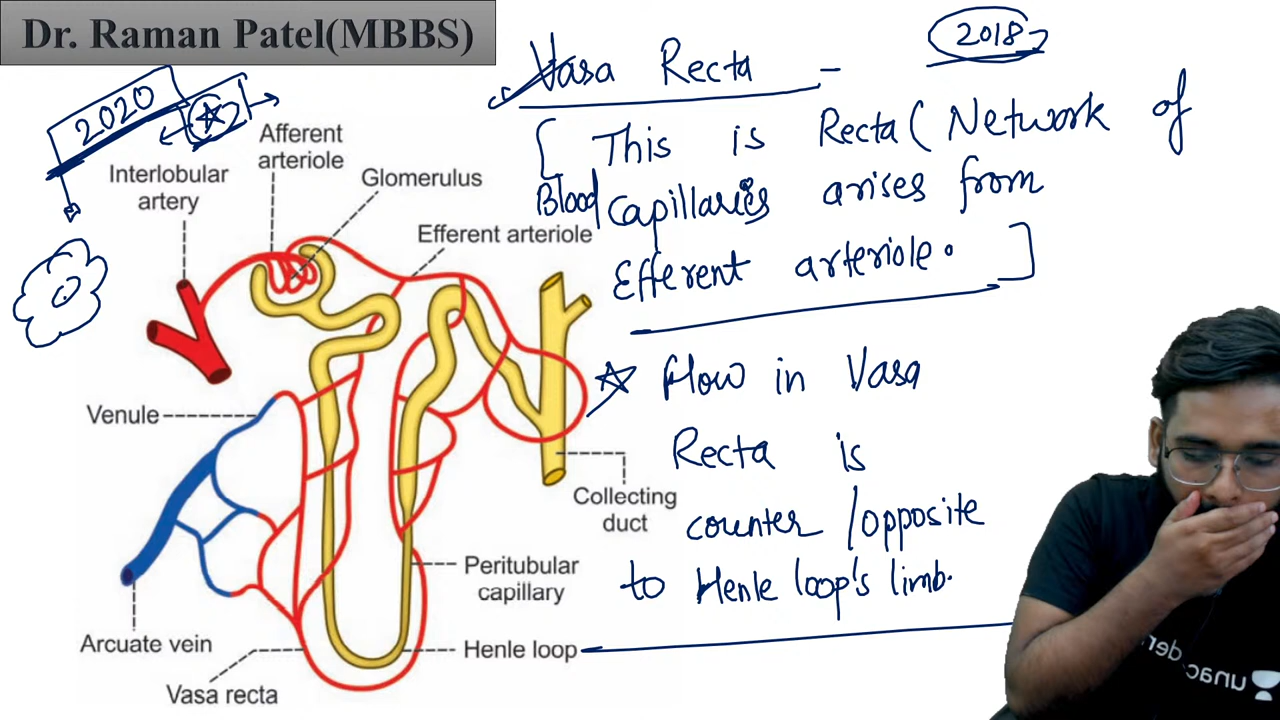 Dr. Raman Patel(MBBS)
2018
Vasa Recta -
2020
[ This is Recta ( Network of
Blood capillaries arises from
Efferent arteriole. ]
Afferent
arteriole
Interlobular
artery
Glomerulus
Efferent arteriole
Flow in Vasa
Recta is
counter / opposite
to Henle loop's limb.
Venule
Collecting
duct
Peritubular
capillary
Arcuate vein
Henle loop
Vasa recta